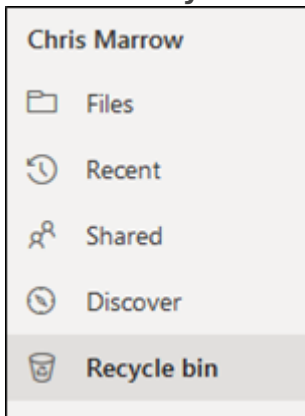 Chris Marrow
Files
Recent
Shared
Discover
Recycle bin